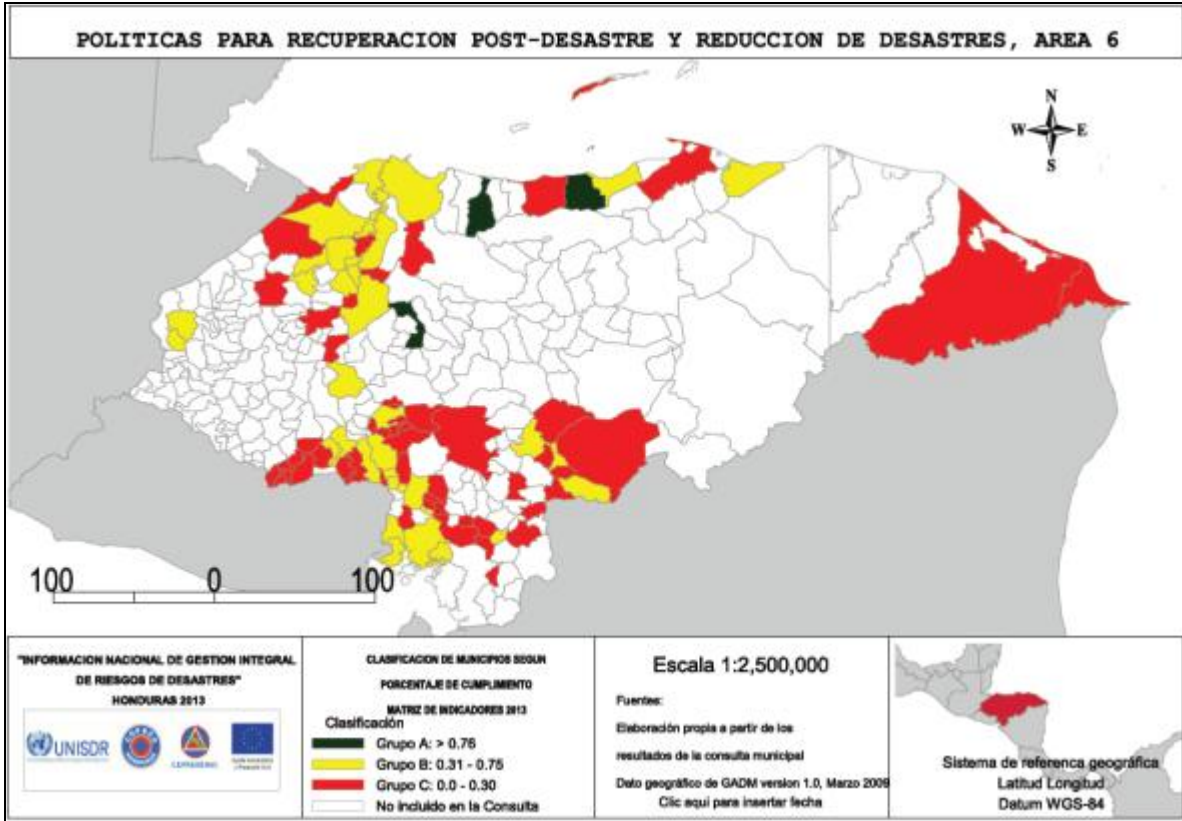 POLITICAS PARA RECUPERACION POST-DESASTRE Y REDUCCION DE DESASTRES, AREA 6
N
W E
S
100 0 100
"INFORMACION NACIONAL DE GESTION INTEGRAL
DE RIESGOS DE DESASTRES"
HONDURAS 2013
UNISDR
CLASIFICACION DE MUNICIPIOS SEGUN
PORCENTAJE DE CUMPLIMIENTO
MATRIZ DE INDICADORES 2013
Clasificación
Grupo A: > 0.76
Grupo B: 0.31 - 0.75
Grupo C: 0.0 - 0.30
No incluido en la Consulta
Escala 1:2,500,000
Fuentes:
Elaboración propia a partir de los
resultados de la consulta municipal
Dato geográfico de GADM version 1.0, Marzo 2009
Clic aqui para insertar fecha
Sistema de referenca geográfica
Latitud Longitud
Datum WGS-84